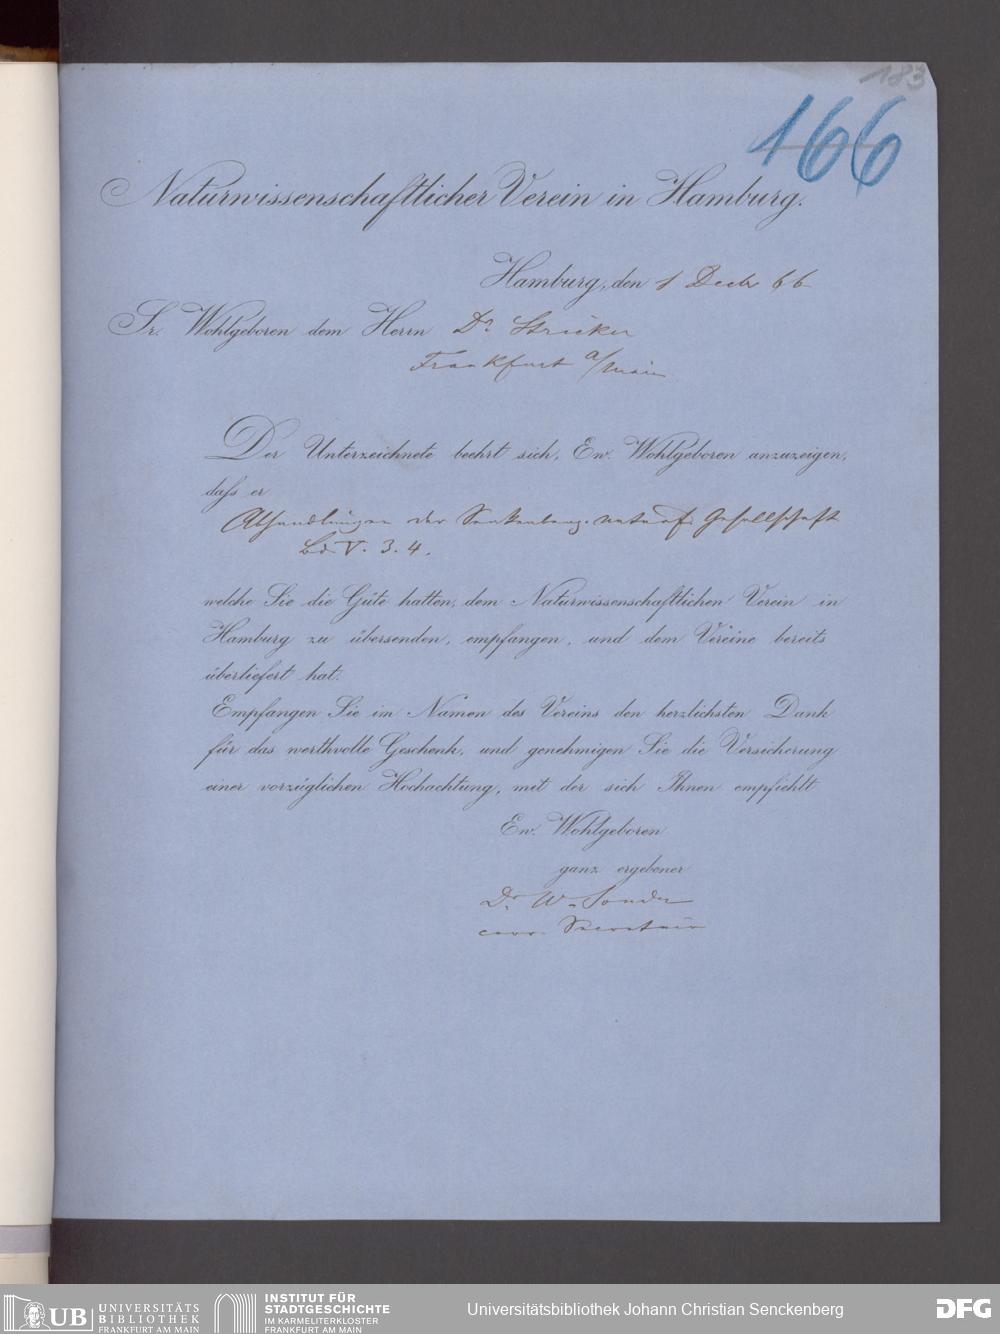 183
166
Naturwissenschaftlicher Verein in Hamburg.
Hamburg, den 1 Decbr 66
Sr. Wohlgeboren dem Herrn Dr Stricker
Frankfurt a/Main
Der Unterzeichnete beehrt sich, Ew. Wohlgeboren anzuzeigen,
dass er
Abhandlungen der Senkenberg. naturf. Gesellschaft
Bd. V. 3. 4.
welche Sie die Güte hatten, dem Naturwissenschaftlichen Verein in
Hamburg zu übersenden, empfangen, und dem Vereine bereits
überliefert hat.
Empfangen Sie im Namen des Vereins den herzlichsten Dank
für das werthvolle Geschenk, und genehmigen Sie die Versicherung
einer vorzüglichen Hochachtung, mit der sich Ihnen empfiehlt
Ew. Wohlgeboren
ganz ergebener
Dr. W. Sonder
corr. Secretair
UB UNIVERSITÄTS
BIBLIOTHEK
FRANKFURT AM MAIN
INSTITUT FÜR
STADTGESCHICHTE
IM KARMELITERKLOSTER
FRANKFURT AM MAIN
Universitätsbibliothek Johann Christian Senckenberg
DFG